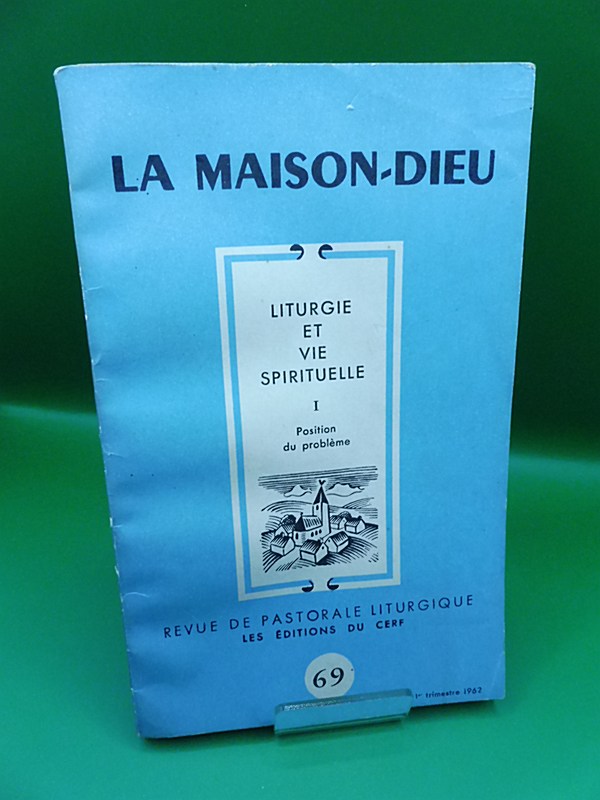 LA MAISON-DIEU
LITURGIE
ET
VIE
SPIRITUELLE
I
Position
du problème
REVUE DE PASTORALE LITURGIQUE
LES ÉDITIONS DU CERF
69
1er trimestre 1962